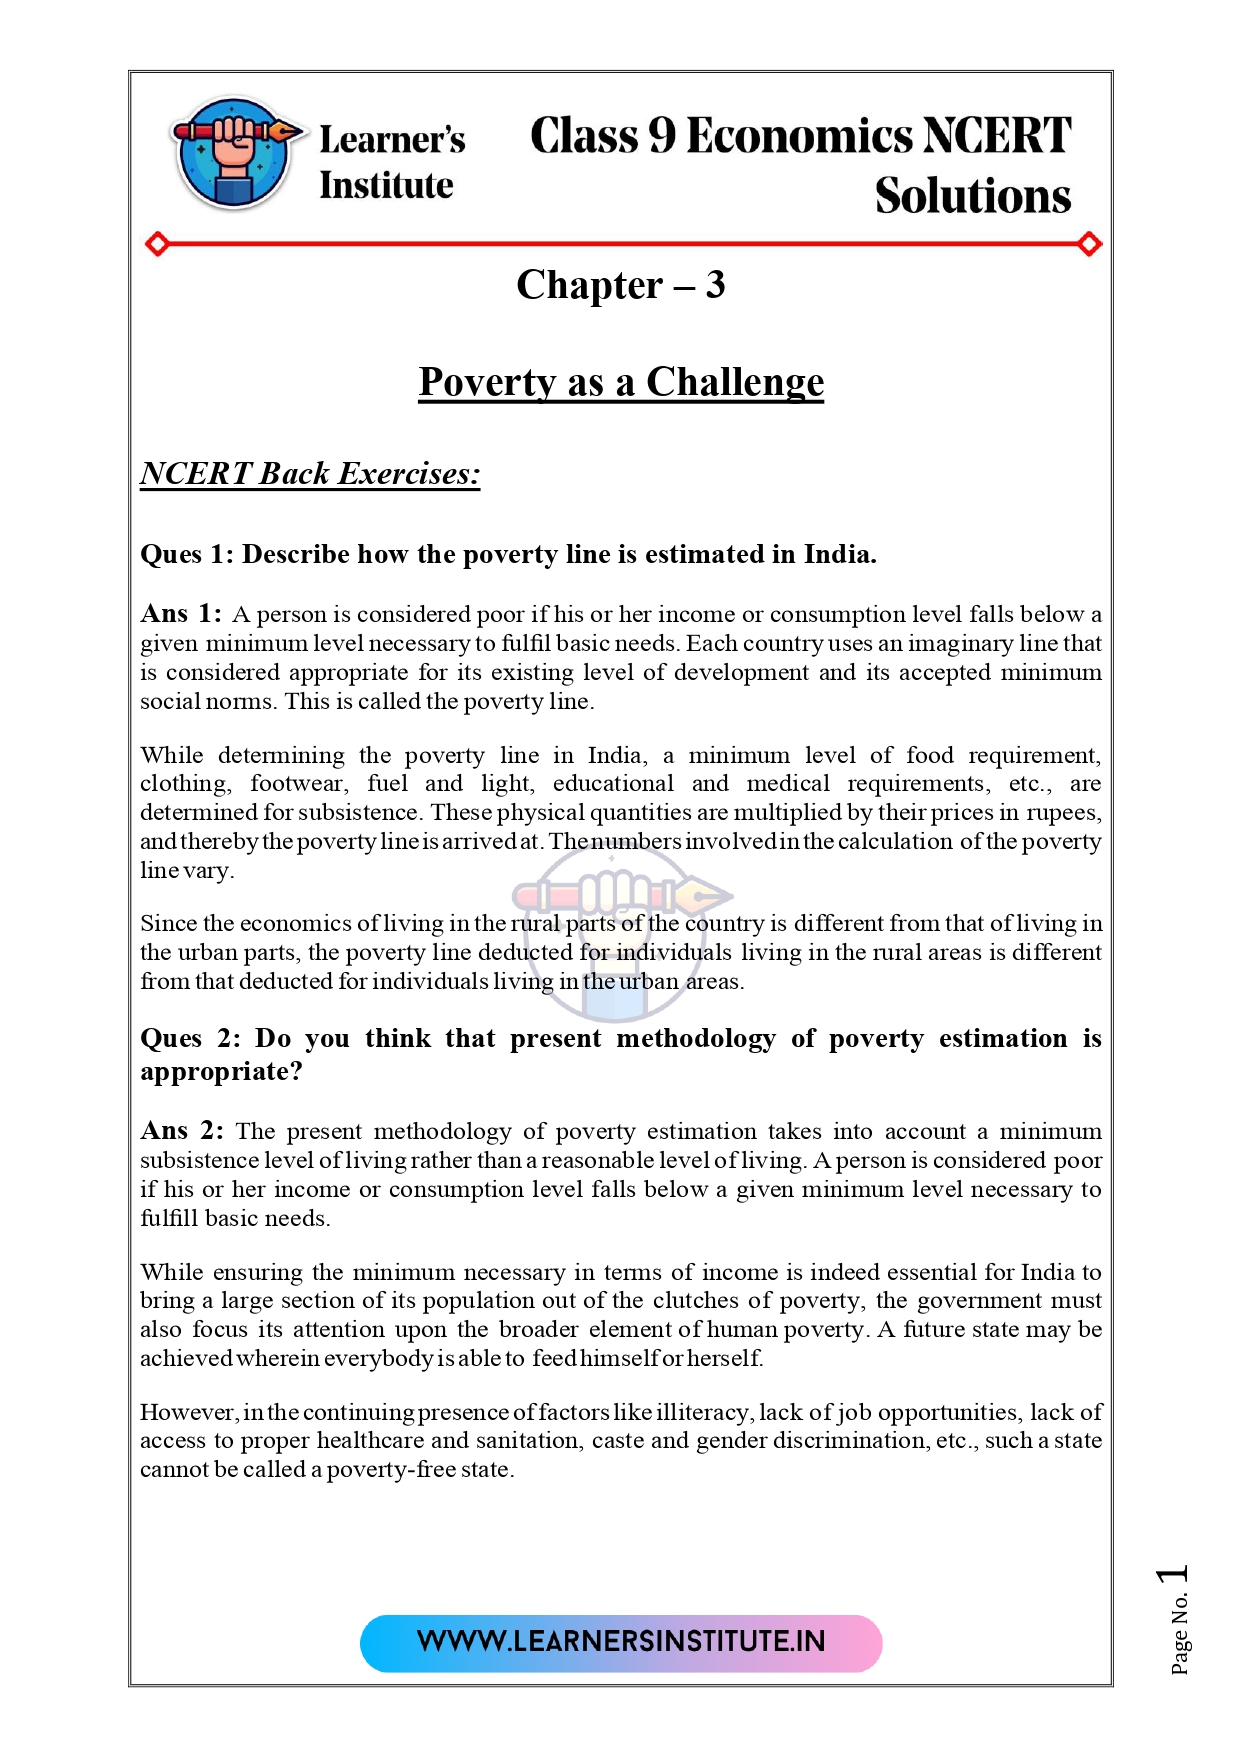 Learner's
Institute
Class 9 Economics NCERT
Solutions
Chapter – 3
Poverty as a Challenge
NCERT Back Exercises:
Ques 1: Describe how the poverty line is estimated in India.
Ans 1: A person is considered poor if his or her income or consumption level falls below a
given minimum level necessary to fulfil basic needs. Each country uses an imaginary line that
is considered appropriate for its existing level of development and its accepted minimum
social norms. This is called the poverty line.
While determining the poverty line in India, a minimum level of food requirement,
clothing, footwear, fuel and light, educational and medical requirements, etc., are
determined for subsistence. These physical quantities are multiplied by their prices in rupees,
and thereby the poverty line is arrived at. The numbers involved in the calculation of the poverty
line vary.
Since the economics of living in the rural parts of the country is different from that of living in
the urban parts, the poverty line deducted for individuals living in the rural areas is different
from that deducted for individuals living in the urban areas.
Ques 2: Do you think that present methodology of poverty estimation is
appropriate?
Ans 2: The present methodology of poverty estimation takes into account a minimum
subsistence level of living rather than a reasonable level of living. A person is considered poor
if his or her income or consumption level falls below a given minimum level necessary to
fulfill basic needs.
While ensuring the minimum necessary in terms of income is indeed essential for India to
bring a large section of its population out of the clutches of poverty, the government must
also focus its attention upon the broader element of human poverty. A future state may be
achieved wherein everybody is able to feed himself or herself.
However, in the continuing presence of factors like illiteracy, lack of job opportunities, lack of
access to proper healthcare and sanitation, caste and gender discrimination, etc., such a state
cannot be called a poverty-free state.
WWW.LEARNERSINSTITUTE.IN
Page No. 1